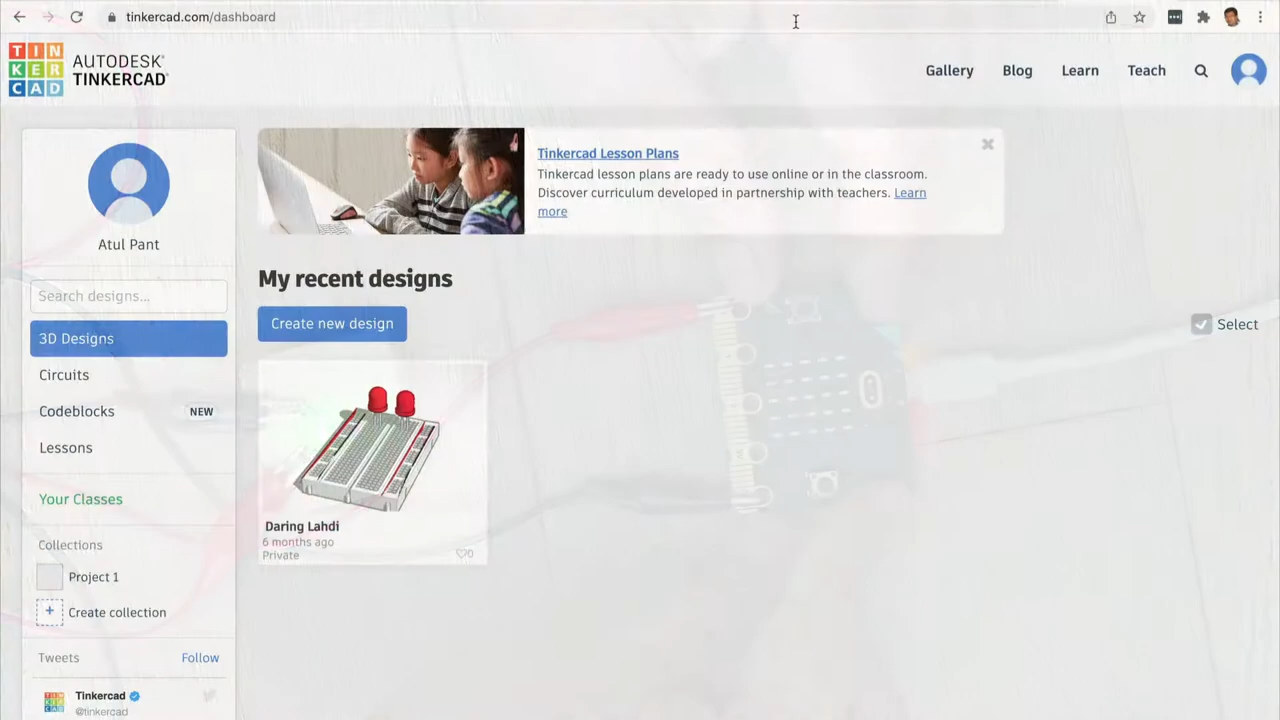 tinkercad.com/dashboard
TIN
KER
CAD
AUTODESK®
TINKERCAD®
Gallery
Blog
Learn
Teach
Atul Pant
Search designs...
3D Designs
Circuits
Codeblocks
NEW
Lessons
Your Classes
Collections
Project 1
Create collection
Tweets
Follow
TIN
KER
CAD
Tinkercad
@tinkercad
Tinkercad Lesson Plans
Tinkercad lesson plans are ready to use online or in the classroom.
Discover curriculum developed in partnership with teachers. Learn
more
My recent designs
Create new design
Select
Daring Lahdi
6 months ago
Private
0